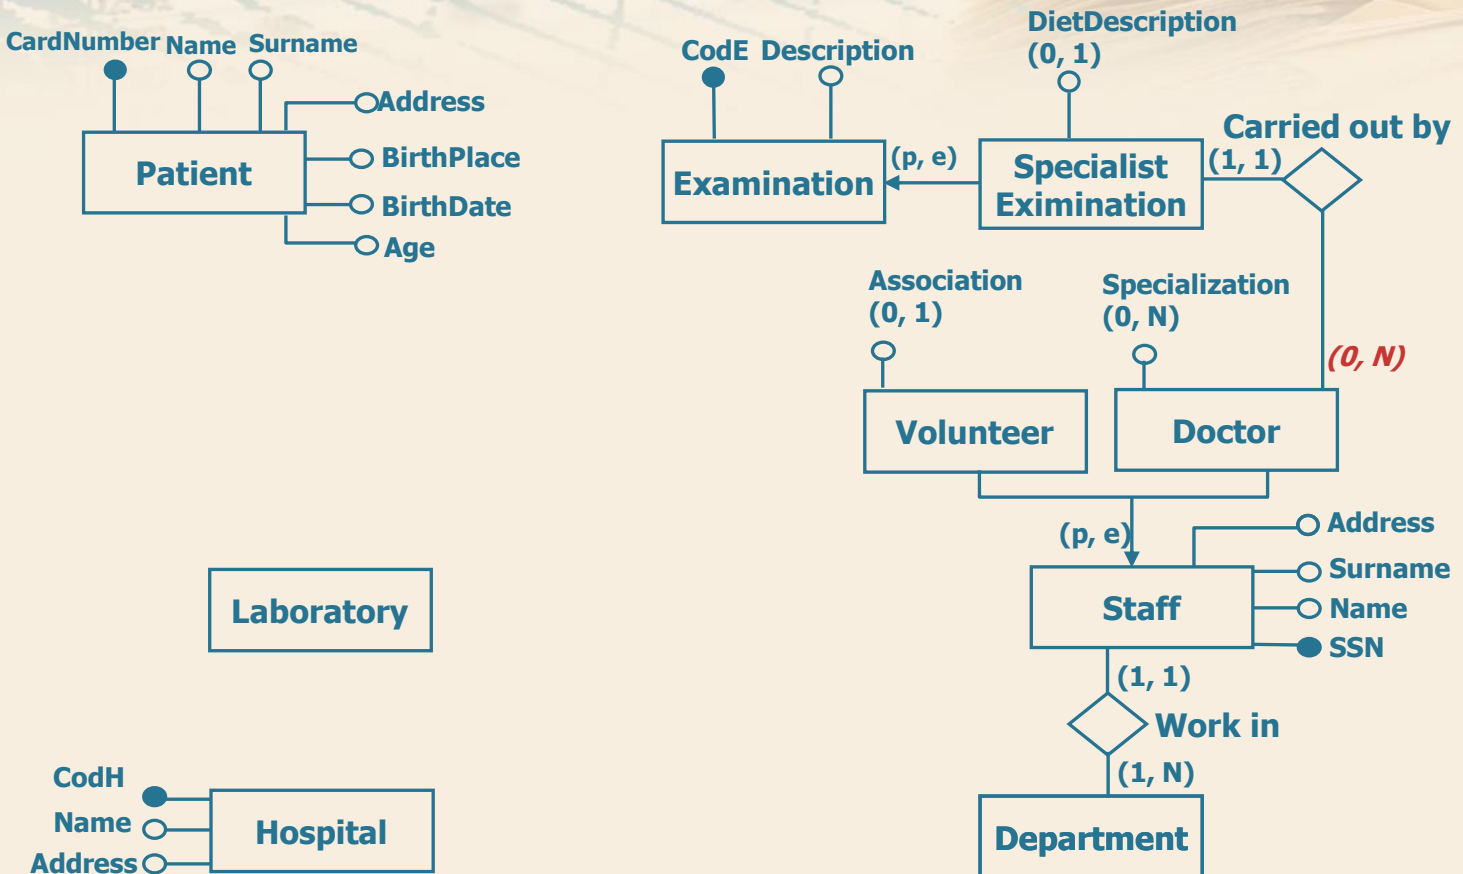 CardNumber Name Surname
Address
BirthPlace
BirthDate
Age
Patient
CodE Description
Examination
(p, e)
DietDescription
(0, 1)
Specialist
Eximination
(1, 1)
Carried out by
(0, N)
Association
(0, 1)
Specialization
(0, N)
Volunteer
Doctor
(p, e)
Address
Surname
Name
SSN
Staff
(1, 1)
Work in
(1, N)
Department
Laboratory
CodH
Name
Address
Hospital